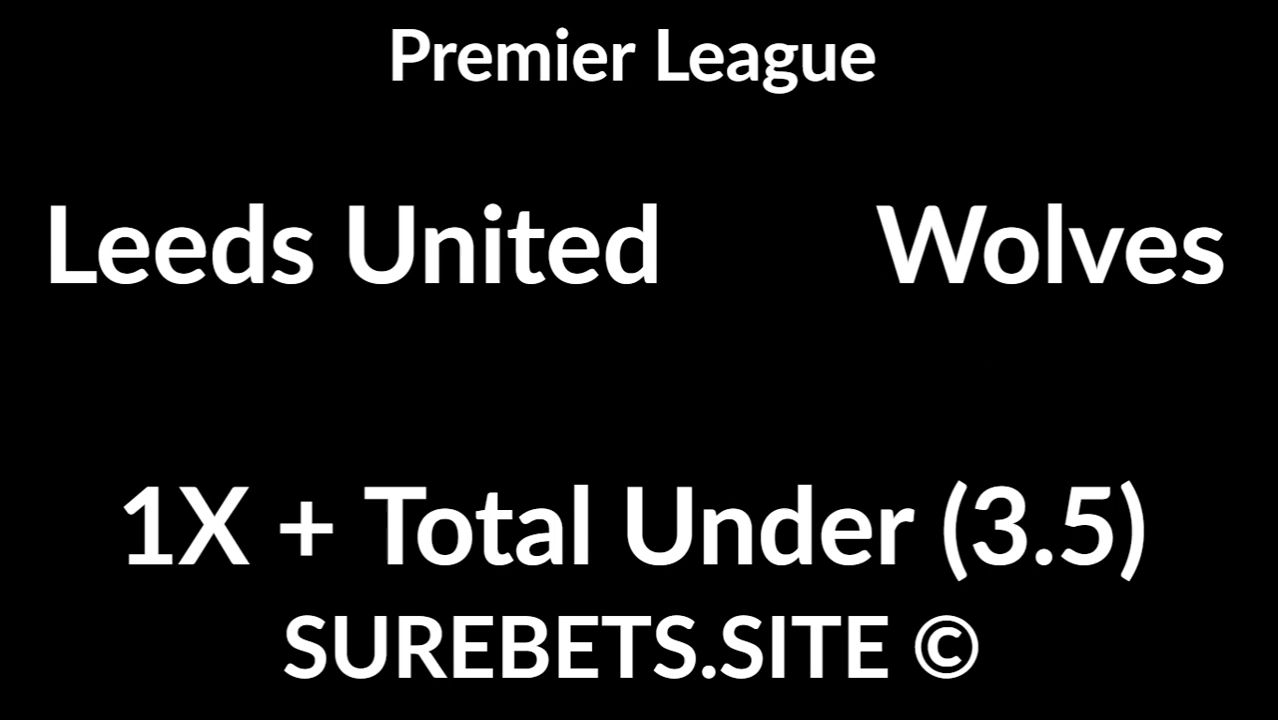 Premier League
Leeds United Wolves
1X + Total Under (3.5)
SUREBETS.SITE ©